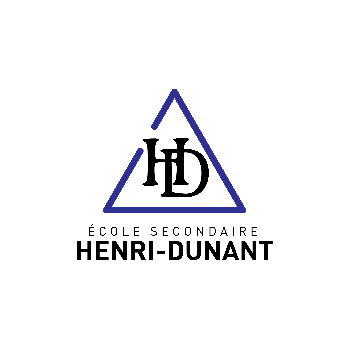 HD
ÉCOLE SECONDAIRE
HENRI-DUNANT